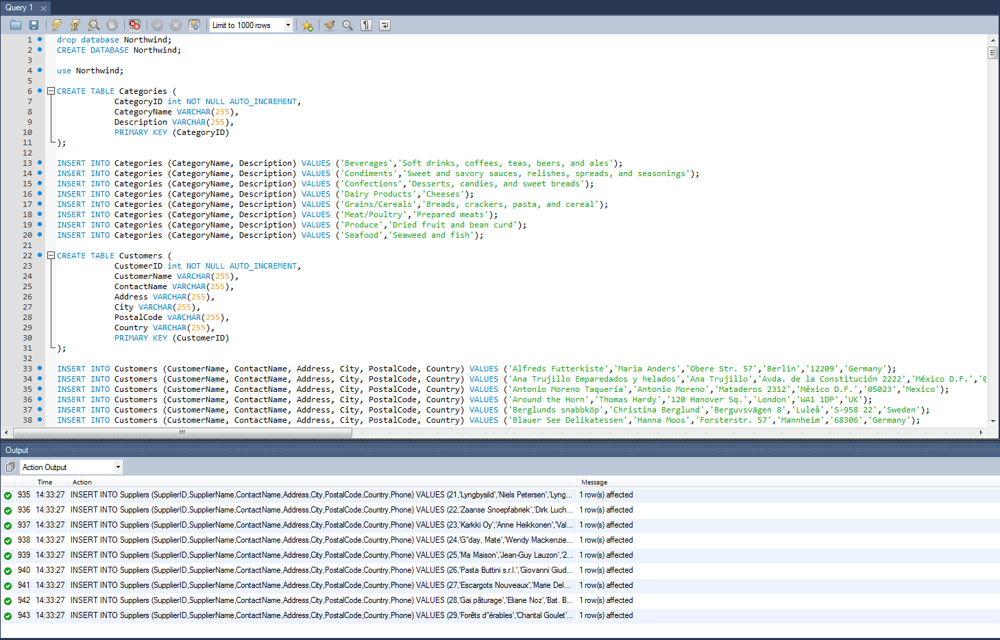 Query 1
Limit to 1000 rows
1 drop database Northwind;
2 CREATE DATABASE Northwind;
3
4 use Northwind;
5
6 CREATE TABLE Categories (
7 CategoryID int NOT NULL AUTO_INCREMENT,
8 CategoryName VARCHAR(255),
9 Description VARCHAR(255),
10 PRIMARY KEY (CategoryID)
11 );
12
13 INSERT INTO Categories (CategoryName, Description) VALUES ('Beverages','Soft drinks, coffees, teas, beers, and ales');
14 INSERT INTO Categories (CategoryName, Description) VALUES ('Condiments','Sweet and savory sauces, relishes, spreads, and seasonings');
15 INSERT INTO Categories (CategoryName, Description) VALUES ('Confections','Desserts, candies, and sweet breads');
16 INSERT INTO Categories (CategoryName, Description) VALUES ('Dairy Products','Cheeses');
17 INSERT INTO Categories (CategoryName, Description) VALUES ('Grains/Cereals','Breads, crackers, pasta, and cereal');
18 INSERT INTO Categories (CategoryName, Description) VALUES ('Meat/Poultry','Prepared meats');
19 INSERT INTO Categories (CategoryName, Description) VALUES ('Produce','Dried fruit and bean curd');
20 INSERT INTO Categories (CategoryName, Description) VALUES ('Seafood','Seaweed and fish');
21
22 CREATE TABLE Customers (
23 CustomerID int NOT NULL AUTO_INCREMENT,
24 CustomerName VARCHAR(255),
25 ContactName VARCHAR(255),
26 Address VARCHAR(255),
27 City VARCHAR(255),
28 PostalCode VARCHAR(255),
29 Country VARCHAR(255),
30 PRIMARY KEY (CustomerID)
31 );
32
33 INSERT INTO Customers (CustomerName, ContactName, Address, City, PostalCode, Country) VALUES ('Alfreds Futterkiste','Maria Anders','Obere Str. 57','Berlin','12209','Germany');
34 INSERT INTO Customers (CustomerName, ContactName, Address, City, PostalCode, Country) VALUES ('Ana Trujillo Emparedados y helados','Ana Trujillo','Avda. de la Constitución 2222','México D.F.','0
35 INSERT INTO Customers (CustomerName, ContactName, Address, City, PostalCode, Country) VALUES ('Antonio Moreno Taquería','Antonio Moreno','Mataderos 2312','México D.F.','05023','Mexico');
36 INSERT INTO Customers (CustomerName, ContactName, Address, City, PostalCode, Country) VALUES ('Around the Horn','Thomas Hardy','120 Hanover Sq.','London','WA1 1DP','UK');
37 INSERT INTO Customers (CustomerName, ContactName, Address, City, PostalCode, Country) VALUES ('Berglunds snabbköp','Christina Berglund','Berguvsvägen 8','Luleå','S-958 22','Sweden');
38 INSERT INTO Customers (CustomerName, ContactName, Address, City, PostalCode, Country) VALUES ('Blauer See Delikatessen','Hanna Moos','Forsterstr. 57','Mannheim','68306','Germany');
Output
Action Output
Time Action Message
935 14:33:27 INSERT INTO Suppliers (SupplierID,SupplierName,ContactName,Address,City,PostalCode,Country,Phone) VALUES (21,'Lyngbysild','Niels Petersen','Lyng... 1 row(s) affected
936 14:33:27 INSERT INTO Suppliers (SupplierID,SupplierName,ContactName,Address,City,PostalCode,Country,Phone) VALUES (22,'Zaanse Snoepfabriek','Dirk Luch... 1 row(s) affected
937 14:33:27 INSERT INTO Suppliers (SupplierID,SupplierName,ContactName,Address,City,PostalCode,Country,Phone) VALUES (23,'Karkki Oy','Anne Heikkonen','Val... 1 row(s) affected
938 14:33:27 INSERT INTO Suppliers (SupplierID,SupplierName,ContactName,Address,City,PostalCode,Country,Phone) VALUES (24,'G''day, Mate','Wendy Mackenzie... 1 row(s) affected
939 14:33:27 INSERT INTO Suppliers (SupplierID,SupplierName,ContactName,Address,City,PostalCode,Country,Phone) VALUES (25,'Ma Maison','Jean-Guy Lauzon','2... 1 row(s) affected
940 14:33:27 INSERT INTO Suppliers (SupplierID,SupplierName,ContactName,Address,City,PostalCode,Country,Phone) VALUES (26,'Pasta Buttini s.r.l.','Giovanni Giud... 1 row(s) affected
941 14:33:27 INSERT INTO Suppliers (SupplierID,SupplierName,ContactName,Address,City,PostalCode,Country,Phone) VALUES (27,'Escargots Nouveaux','Marie Del... 1 row(s) affected
942 14:33:27 INSERT INTO Suppliers (SupplierID,SupplierName,ContactName,Address,City,PostalCode,Country,Phone) VALUES (28,'Gai pâturage','Eliane Noz','Bat. B... 1 row(s) affected
943 14:33:27 INSERT INTO Suppliers (SupplierID,SupplierName,ContactName,Address,City,PostalCode,Country,Phone) VALUES (29,'Forêts d''érables','Chantal Goulet'... 1 row(s) affected